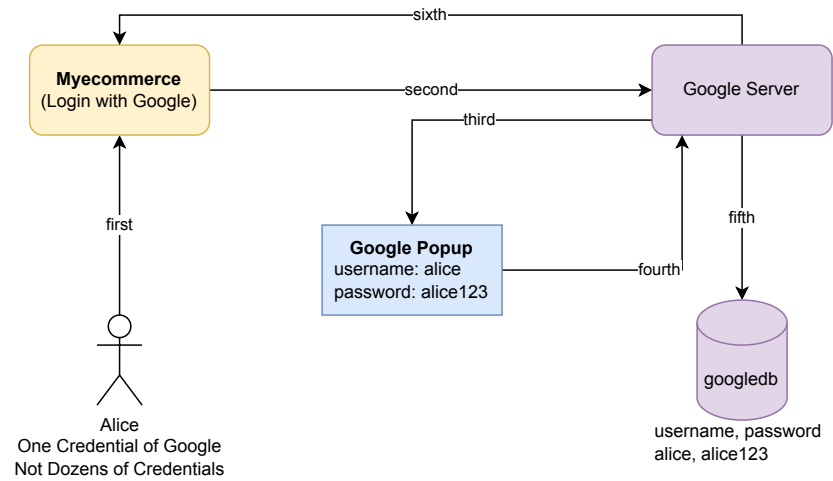 sixth
Myecommerce
(Login with Google)
second
Google Server
third
first
fifth
Google Popup
username: alice
password: alice123
fourth
googledb
Alice
One Credential of Google
Not Dozens of Credentials
username, password
alice, alice123